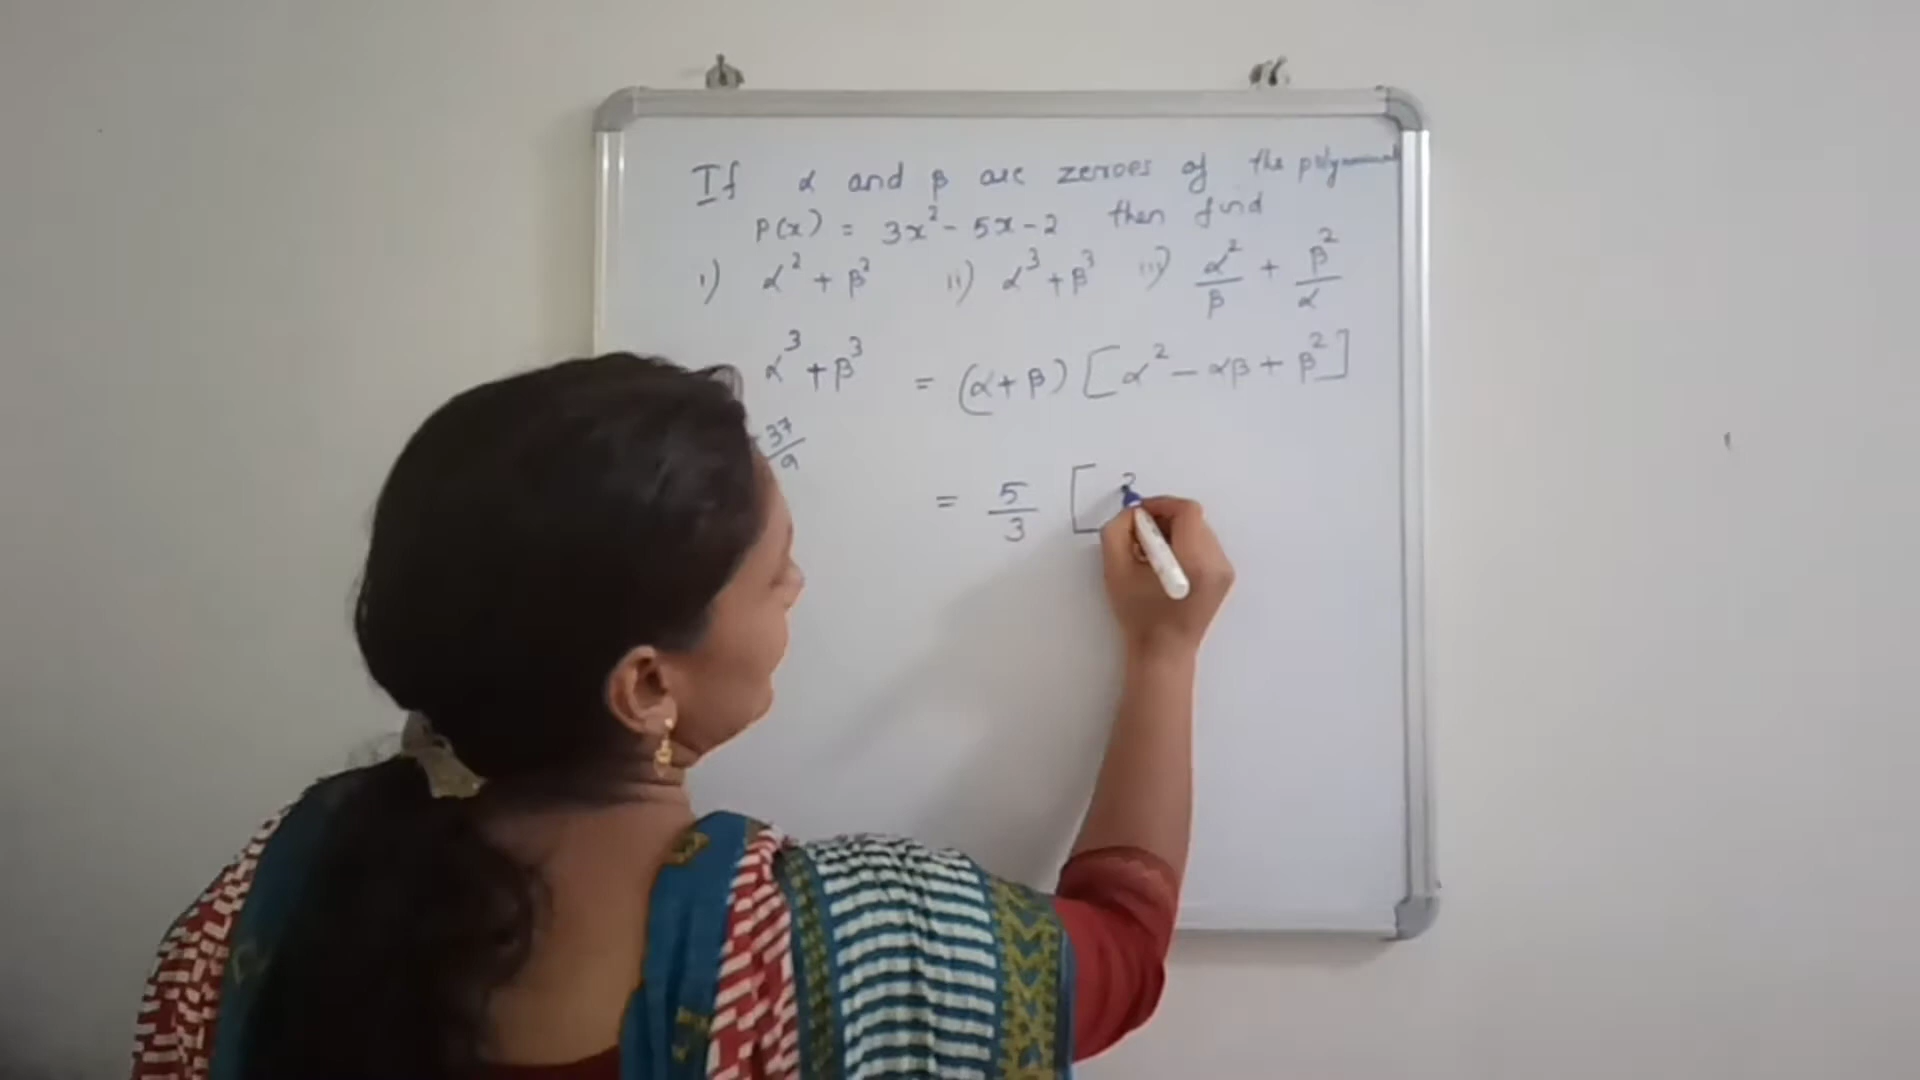 If α and β are zeroes of the polynomial
P(x) = 3x² - 5x - 2 then find
i) α² + β² ii) α³ + β³ iii) α²/β + β²/α
α³ + β³ = (α + β) [α² - αβ + β²]
37/9
= 5/3 [